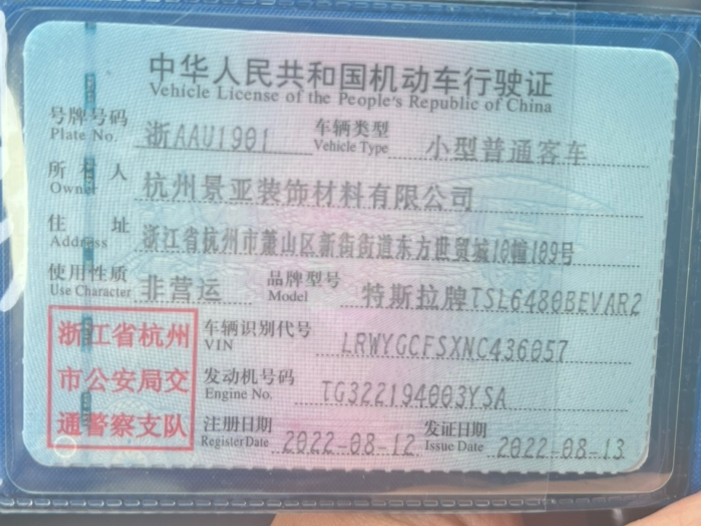 中华人民共和国机动车行驶证
Vehicle License of the People's Republic of China
号牌号码 浙AAU1901 车辆类型 小型普通客车
Plate No. Vehicle Type
所有人 杭州景亚装饰材料有限公司
Owner
住址 浙江省杭州市萧山区新街街道东方世贸城10幢109号
Address
使用性质 非营运 品牌型号 特斯拉牌TSL6480BEVAR2
Use Character Model
浙江省杭州
市公安局交
通警察支队
车辆识别代号 LRWYGCFSXNC436057
VIN
发动机号码 TG322194003YSA
Engine No.
注册日期 2022-08-12 发证日期 2022-08-13
Register Date Issue Date